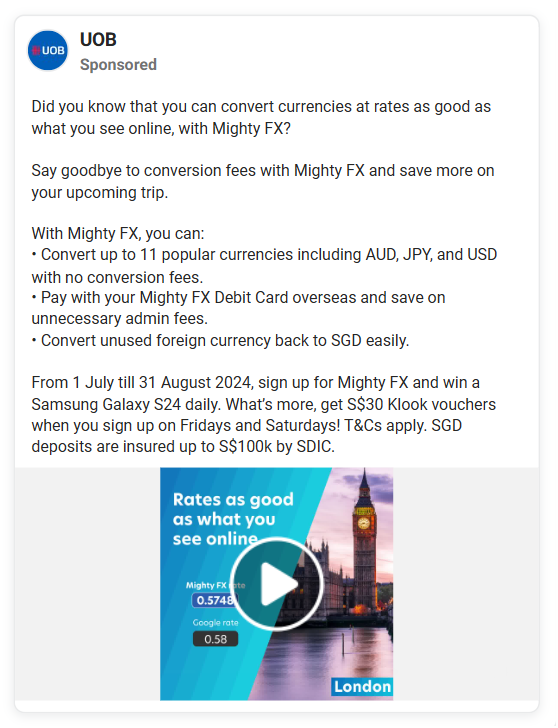 UOB
UOB
Sponsored
Did you know that you can convert currencies at rates as good as
what you see online, with Mighty FX?
Say goodbye to conversion fees with Mighty FX and save more on
your upcoming trip.
With Mighty FX, you can:
• Convert up to 11 popular currencies including AUD, JPY, and USD
with no conversion fees.
• Pay with your Mighty FX Debit Card overseas and save on
unnecessary admin fees.
• Convert unused foreign currency back to SGD easily.
From 1 July till 31 August 2024, sign up for Mighty FX and win a
Samsung Galaxy S24 daily. What's more, get S$30 Klook vouchers
when you sign up on Fridays and Saturdays! T&Cs apply. SGD
deposits are insured up to S$100k by SDIC.
Rates as good
as what you
see online
Mighty FX rate
0.5748
Google rate
0.58
London